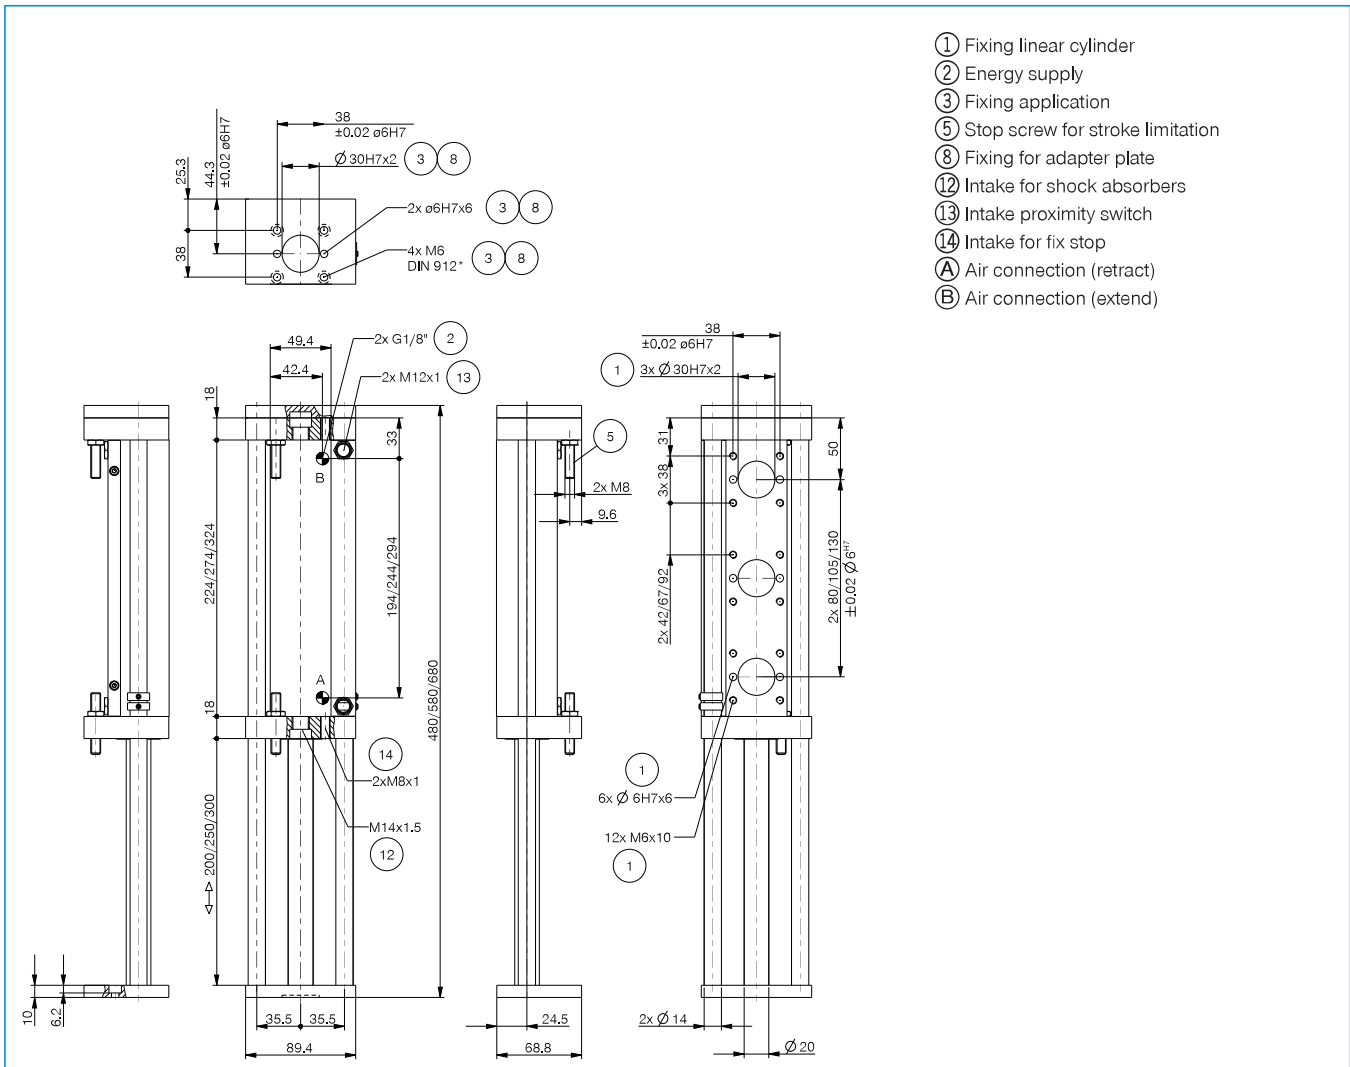 ① Fixing linear cylinder
② Energy supply
③ Fixing application
⑤ Stop screw for stroke limitation
⑧ Fixing for adapter plate
⑫ Intake for shock absorbers
⑬ Intake proximity switch
⑭ Intake for fix stop
Ⓐ Air connection (retract)
Ⓑ Air connection (extend)
38
±0.02 ø6H7
Ø 30H7x2 3 8
25.3
44.3
±0.02 ø6H7
38
2x ø6H7x6 3 8
4x M6
DIN 912*
3 8
49.4
2x G1/8" 2
42.4
2x M12x1 13
18
33
B
224/274/324
194/244/294
480/580/680
A
18
14
2xM8x1
M14x1.5
12
200/250/300
10
6.2
35.5 35.5
89.4
5
2x M8
9.6
24.5
68.8
38
±0.02 ø6H7
1 3x Ø 30H7x2
31
50
3x 38
2x 42/67/92
2x 80/105/130
±0.02 Ø 6H7
1
6x Ø 6H7x6
12x M6x10
1
2x Ø 14
Ø 20